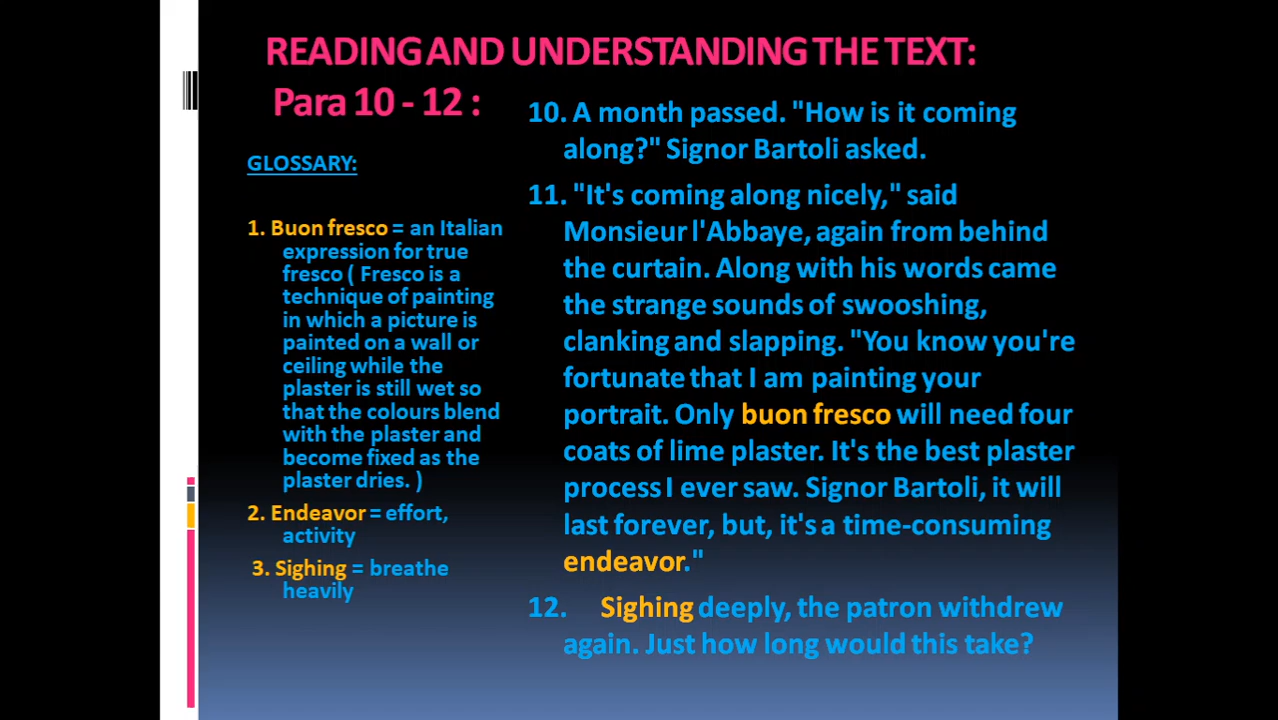 READING AND UNDERSTANDING THE TEXT:
Para 10 - 12 :
GLOSSARY:
1. Buon fresco = an Italian
expression for true
fresco ( Fresco is a
technique of painting
in which a picture is
painted on a wall or
ceiling while the
plaster is still wet so
that the colours blend
with the plaster and
become fixed as the
plaster dries. )
2. Endeavor = effort,
activity
3. Sighing = breathe
heavily
10. A month passed. "How is it coming
along?" Signor Bartoli asked.
11. "It's coming along nicely," said
Monsieur l'Abbaye, again from behind
the curtain. Along with his words came
the strange sounds of swooshing,
clanking and slapping. "You know you're
fortunate that I am painting your
portrait. Only buon fresco will need four
coats of lime plaster. It's the best plaster
process I ever saw. Signor Bartoli, it will
last forever, but, it's a time-consuming
endeavor."
12. Sighing deeply, the patron withdrew
again. Just how long would this take?